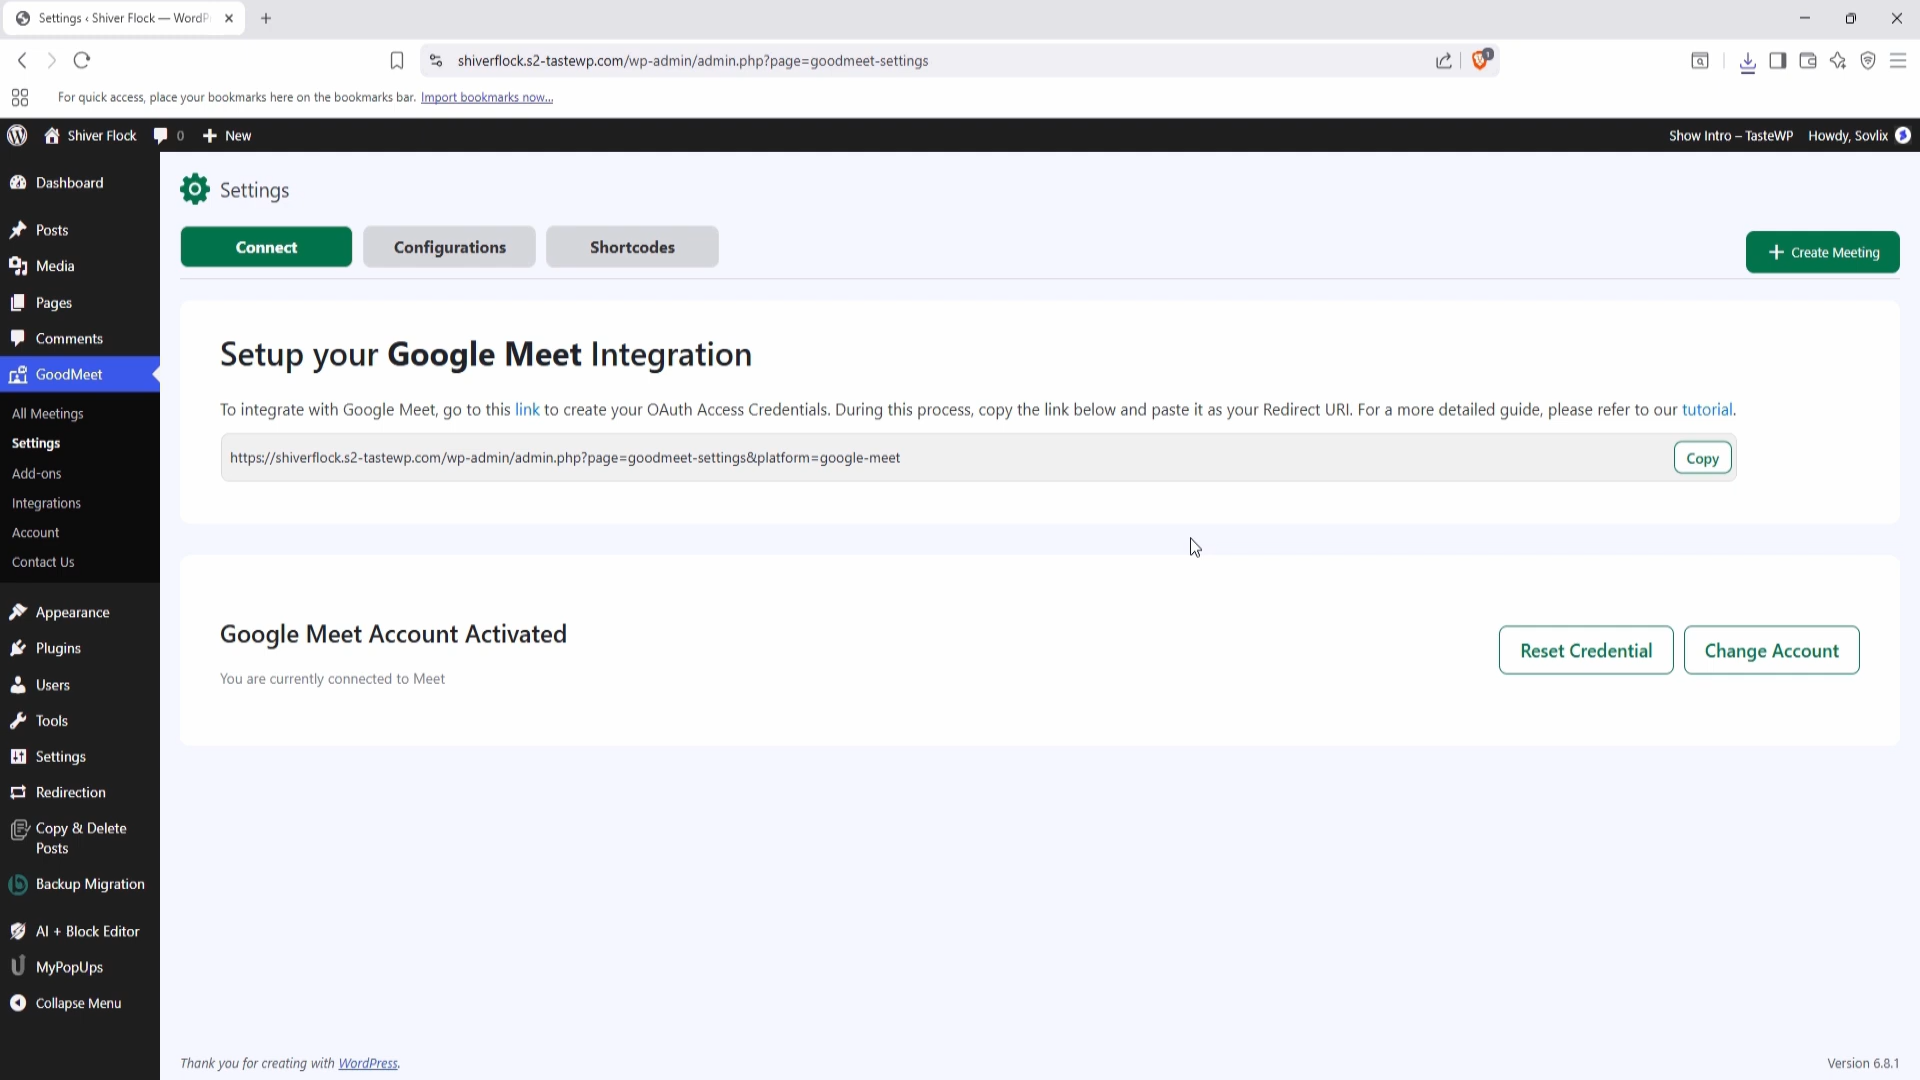 Settings ‹ Shiver Flock — WordP
shiverflock.s2-tastewp.com/wp-admin/admin.php?page=goodmeet-settings
1
For quick access, place your bookmarks here on the bookmarks bar. Import bookmarks now...
Shiver Flock
0
New
Show Intro – TasteWP
Howdy, Sovlix
Dashboard
Posts
Media
Pages
Comments
GoodMeet
All Meetings
Settings
Add-ons
Integrations
Account
Contact Us
Appearance
Plugins
Users
Tools
Settings
Redirection
Copy & Delete
Posts
Backup Migration
AI + Block Editor
MyPopUps
Collapse Menu
Settings
Connect
Configurations
Shortcodes
Create Meeting
Setup your Google Meet Integration
To integrate with Google Meet, go to this link to create your OAuth Access Credentials. During this process, copy the link below and paste it as your Redirect URI. For a more detailed guide, please refer to our tutorial.
https://shiverflock.s2-tastewp.com/wp-admin/admin.php?page=goodmeet-settings&platform=google-meet
Copy
Google Meet Account Activated
You are currently connected to Meet
Reset Credential
Change Account
Thank you for creating with WordPress.
Version 6.8.1